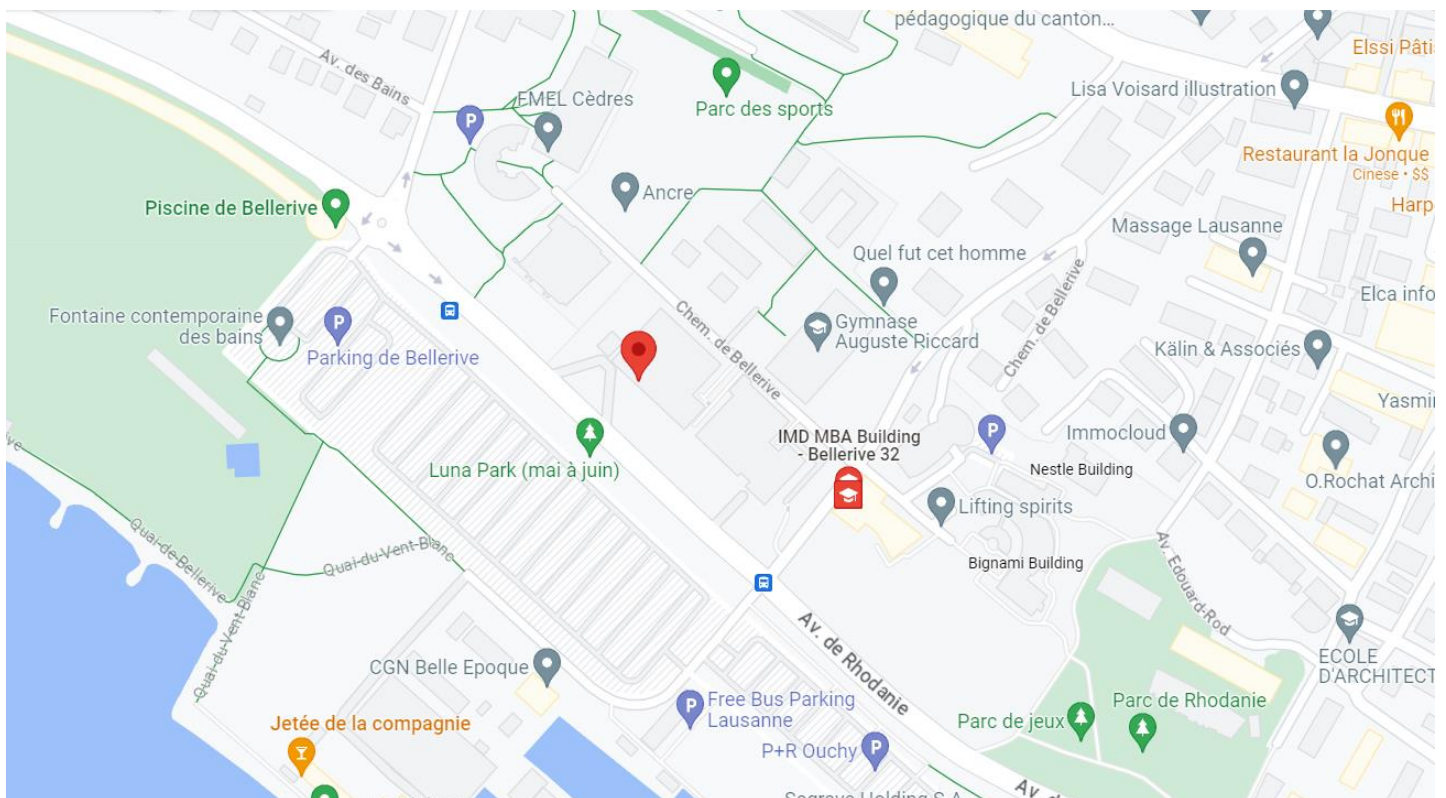 pédagogique du canton...
Elssi Pâti
Av. des Bains
Lisa Voisard illustration
FMEL Cèdres
Parc des sports
P
Restaurant la Jonque
Cinese • $$
Harp
Ancre
Piscine de Bellerive
Massage Lausanne
Quel fut cet homme
Elca info
Fontaine contemporaine
des bains
P
Parking de Bellerive
Chem. de Bellerive
Gymnase
Auguste Piccard
Chem. de Bellerive
Kälin & Associés
Yasmin
IMD MBA Building
- Bellerive 32
P
Immocloud
Nestle Building
Luna Park (mai à juin)
O.Rochat Archi
Lifting spirits
Quai-de-Bellerive
Quai-du-Vent-Blanc
Bignami Building
Av. Edouard-Rod
Quai-du-Vent-Blanc
Av. de Rhodanie
ECOLE
D'ARCHITECT
CGN Belle Epoque
P
Free Bus Parking
Lausanne
Parc de jeux
Parc de Rhodanie
Jetée de la compagnie
P+R Ouchy
P
Av. d